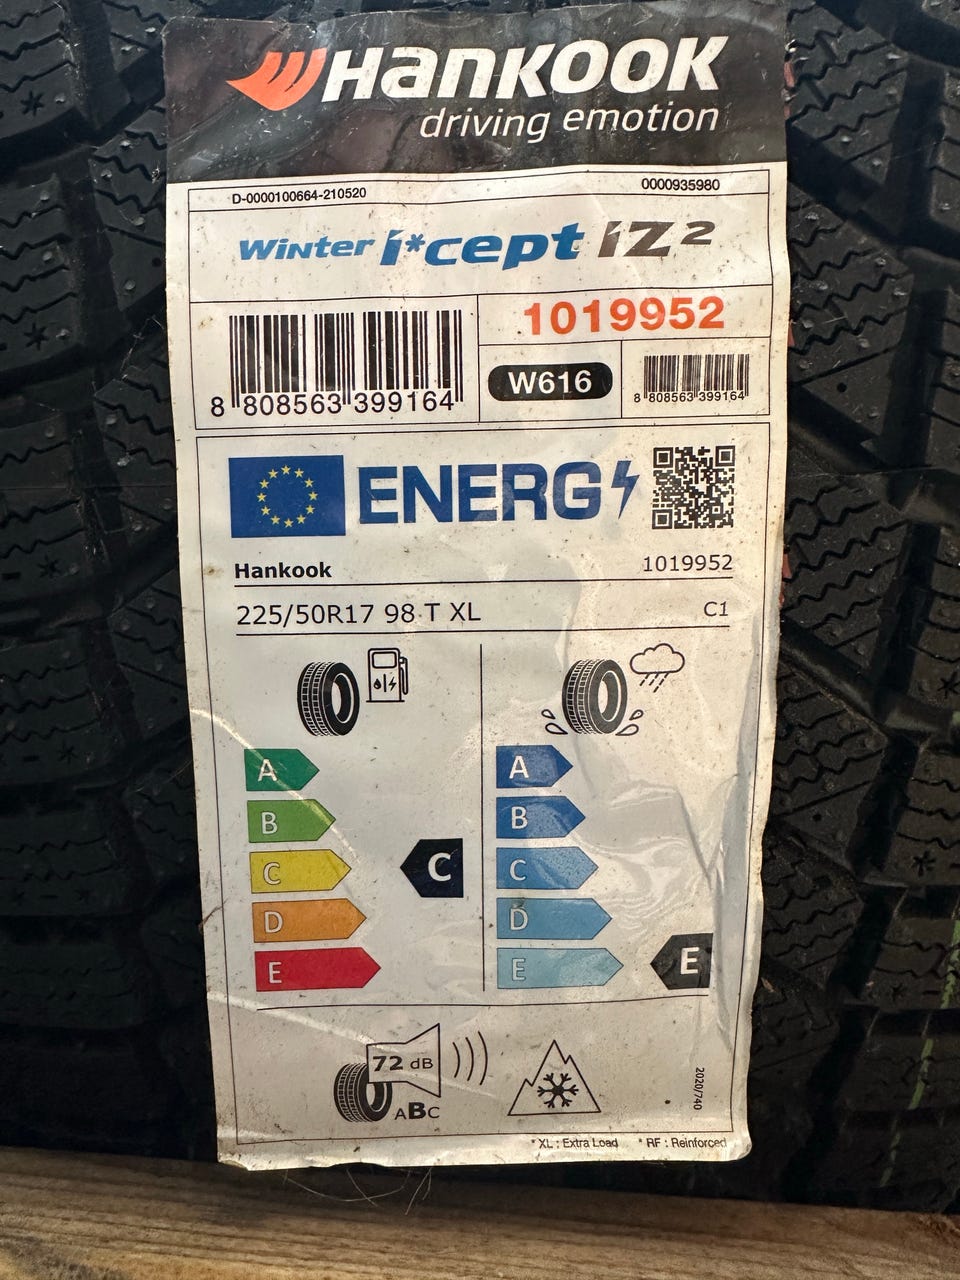 HANKOOK
driving emotion
D-0000100664-210520 0000935980
Winter i*cept iZ2
1019952
8 808563 399164
W616
8 808563 399164
ENERG
Hankook 1019952
225/50R17 98 T XL C1
A
B
C
D
E
C
A
B
C
D
E
E
72 dB
ABC
2020/740
* XL : Extra Load * RF : Reinforced